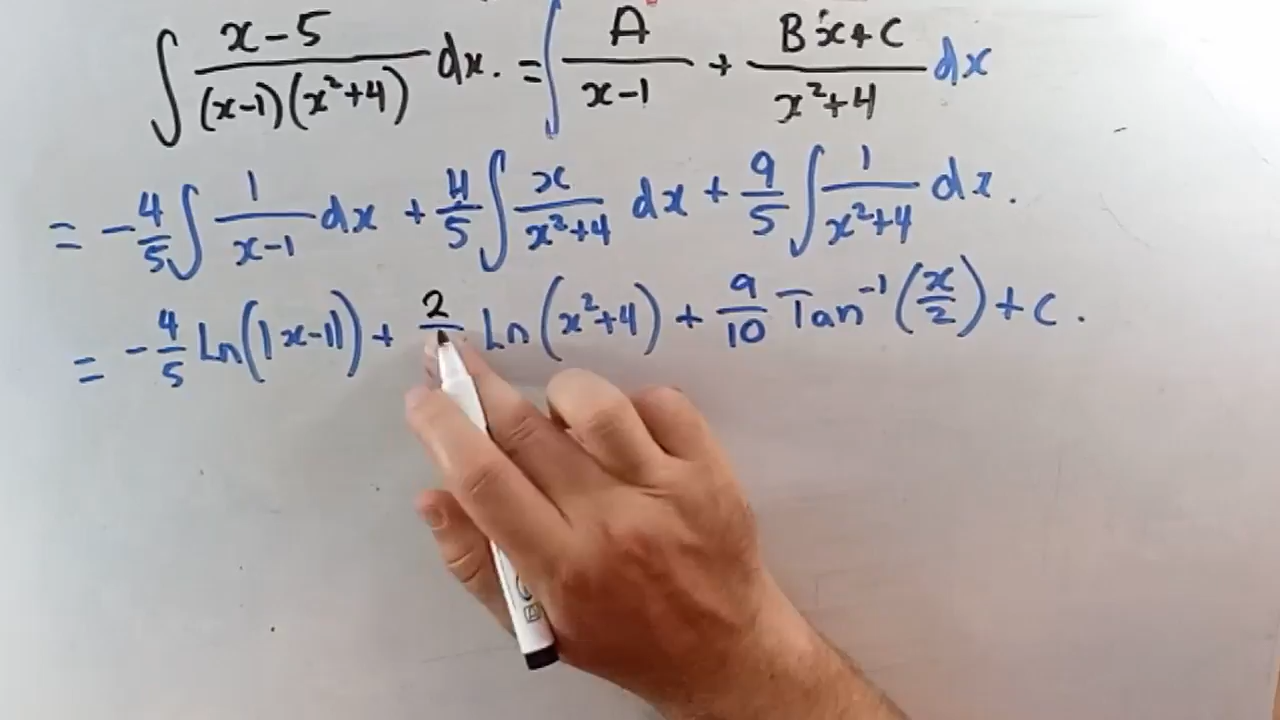 ∫ (x-5)/((x-1)(x²+4)) dx. = ∫ A/(x-1) + (Bx+C)/(x²+4) dx
= -4/5 ∫ 1/(x-1) dx + 4/5 ∫ x/(x²+4) dx + 9/5 ∫ 1/(x²+4) dx.
= -4/5 Ln(|x-1|) + 2/ Ln(x²+4) + 9/10 Tan⁻¹(x/2) + C.